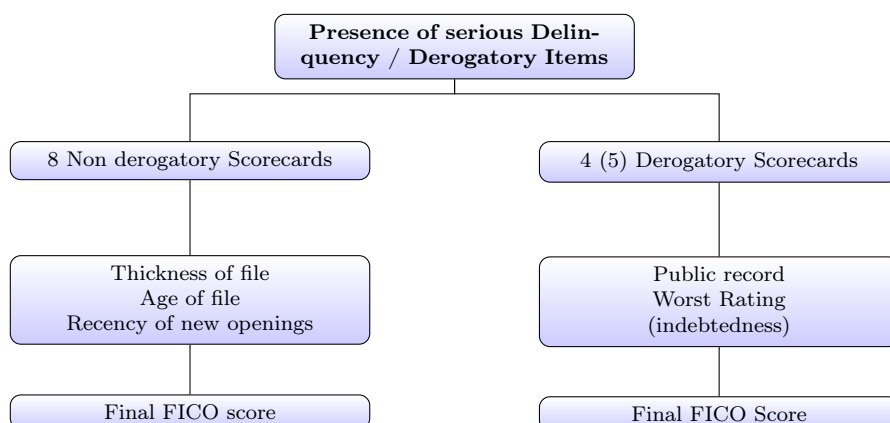 Presence of serious Delin-
quency / Derogatory Items
8 Non derogatory Scorecards
4 (5) Derogatory Scorecards
Thickness of file
Age of file
Recency of new openings
Public record
Worst Rating
(indebtedness)
Final FICO score
Final FICO Score